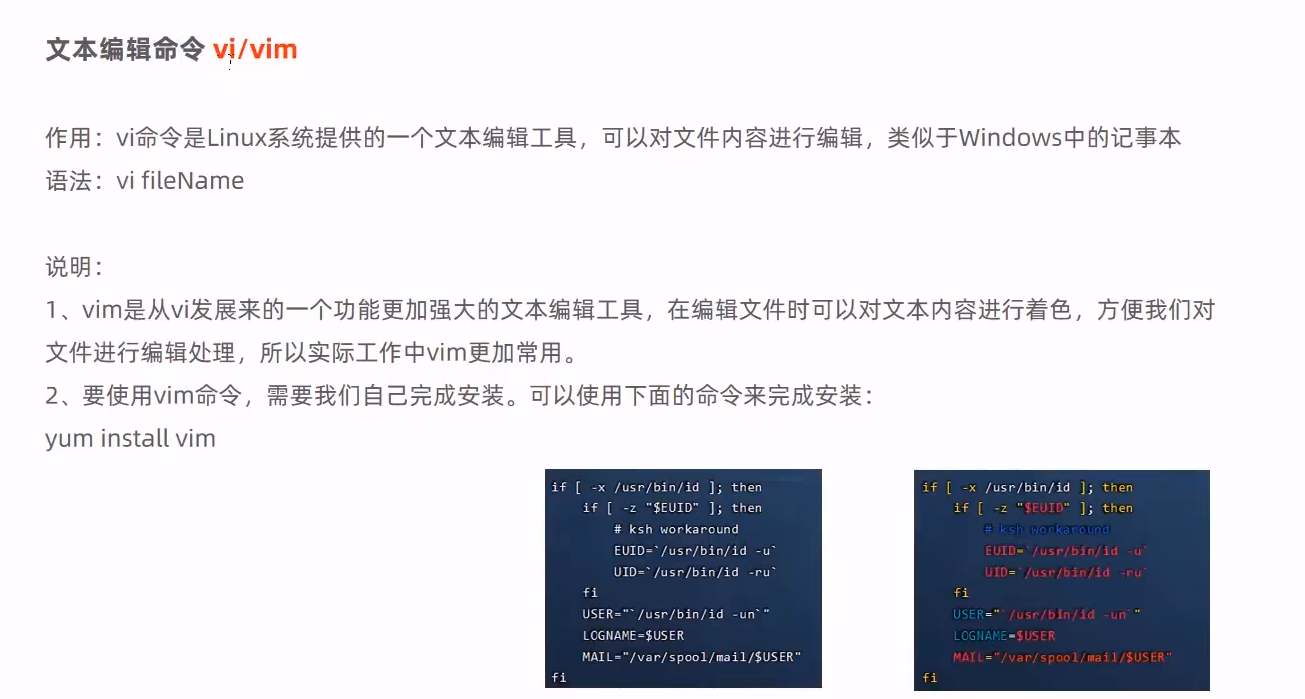 文本编辑命令 vi/vim
作用：vi命令是Linux系统提供的一个文本编辑工具，可以对文件内容进行编辑，类似于Windows中的记事本
语法：vi fileName
说明：
1、vim是从vi发展来的一个功能更加强大的文本编辑工具，在编辑文件时可以对文本内容进行着色，方便我们对
文件进行编辑处理，所以实际工作中vim更加常用。
2、要使用vim命令，需要我们自己完成安装。可以使用下面的命令来完成安装：
yum install vim
if [ -x /usr/bin/id ]; then
if [ -z "$EUID" ]; then
# ksh workaround
EUID=`/usr/bin/id -u`
UID=`/usr/bin/id -ru`
fi
USER="`/usr/bin/id -un`"
LOGNAME=$USER
MAIL="/var/spool/mail/$USER"
fi
if [ -x /usr/bin/id ]; then
if [ -z "$EUID" ]; then
# ksh workaround
EUID=`/usr/bin/id -u`
UID=`/usr/bin/id -ru`
fi
USER="`/usr/bin/id -un`"
LOGNAME=$USER
MAIL="/var/spool/mail/$USER"
fi